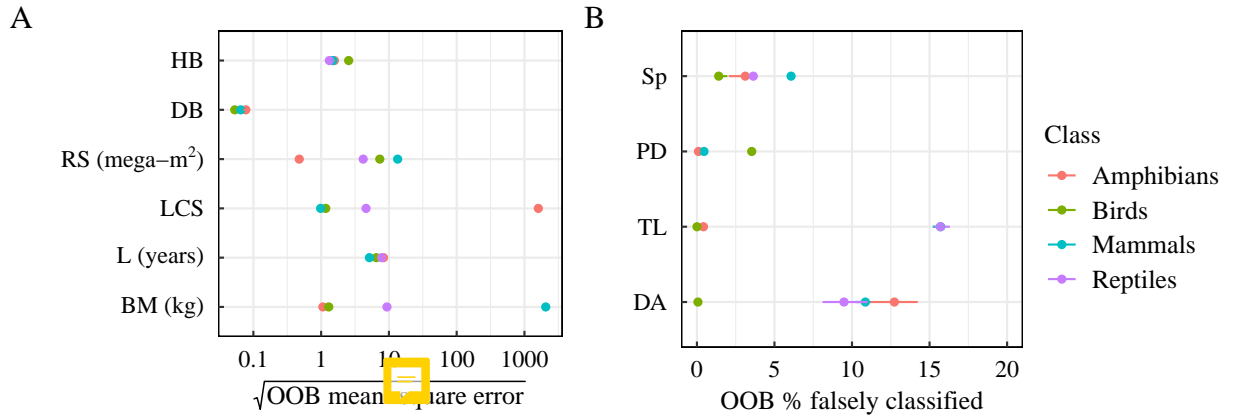 A
HB
DB
RS (mega−m²)
LCS
L (years)
BM (kg)
0.1 1 10 100 1000
√OOB mean square error
B
Sp
PD
TL
DA
0 5 10 15 20
OOB % falsely classified
Class
Amphibians
Birds
Mammals
Reptiles